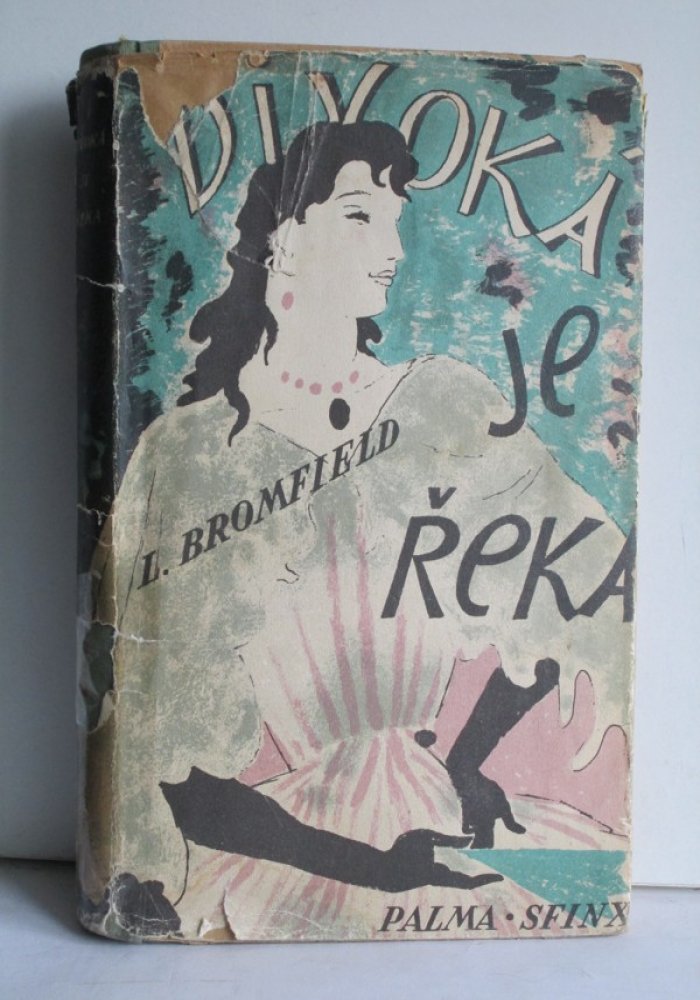 DIVOKÁ
je
ŘEKA
L. BROMFIELD
PALMA • SFINX